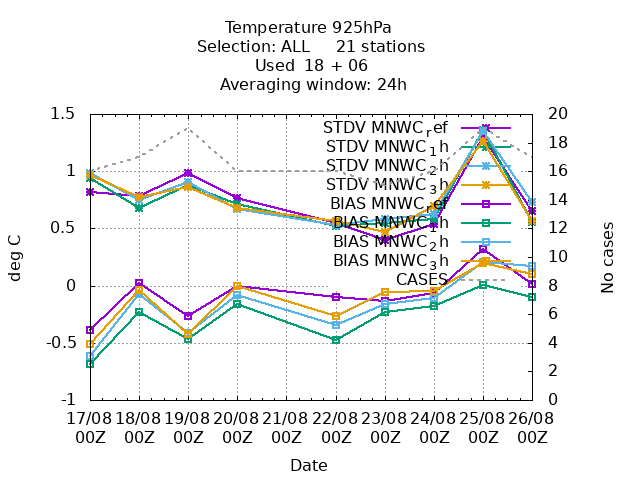 Temperature 925hPa
Selection: ALL 21 stations
Used 18 + 06
Averaging window: 24h
1.5
1
0.5
0
-0.5
-1
deg C
20
18
16
14
12
10
8
6
4
2
0
No cases
STDV MNWC_ref
STDV MNWC_1h
STDV MNWC_2h
STDV MNWC_3h
BIAS MNWC_ref
BIAS MNWC_1h
BIAS MNWC_2h
BIAS MNWC_3h
CASES
17/08 18/08 19/08 20/08 21/08 22/08 23/08 24/08 25/08 26/08
00Z 00Z 00Z 00Z 00Z 00Z 00Z 00Z 00Z 00Z
Date